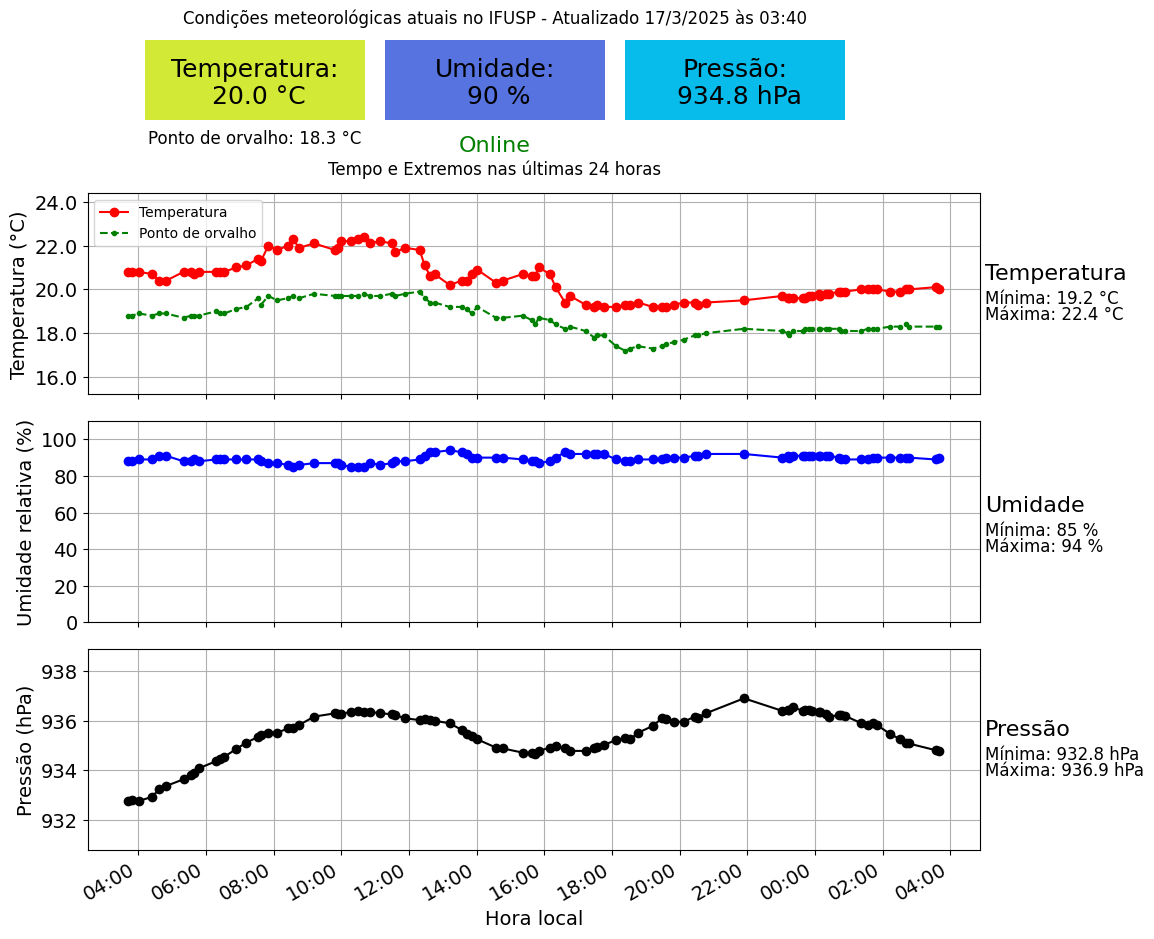 Condições meteorológicas atuais no IFUSP - Atualizado 17/3/2025 às 03:40
Temperatura:
20.0 °C
Umidade:
90 %
Pressão:
934.8 hPa
Ponto de orvalho: 18.3 °C
Online
Tempo e Extremos nas últimas 24 horas
Temperatura (°C)
24.0
22.0
20.0
18.0
16.0
Temperatura
Ponto de orvalho
Temperatura
Mínima: 19.2 °C
Máxima: 22.4 °C
Umidade relativa (%)
100
80
60
40
20
0
Umidade
Mínima: 85 %
Máxima: 94 %
Pressão (hPa)
938
936
934
932
Pressão
Mínima: 932.8 hPa
Máxima: 936.9 hPa
04:00 06:00 08:00 10:00 12:00 14:00 16:00 18:00 20:00 22:00 00:00 02:00 04:00
Hora local